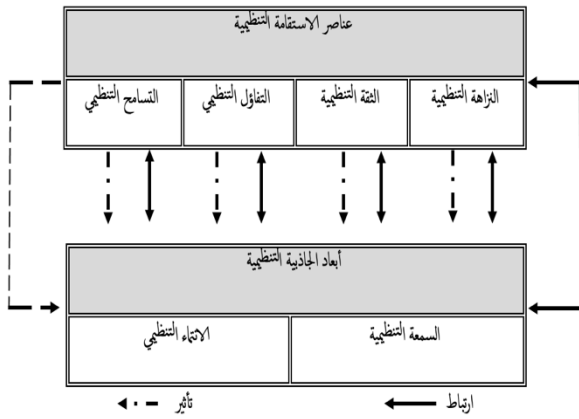 عناصر الاستقامة التنظيمية
النزاهة التنظيمية
الثقة التنظيمية
التفاؤل التنظيمي
التسامح التنظيمي
أبعاد الجاذبية التنظيمية
السمعة التنظيمية
الانتماء التنظيمي
ارتباط
تأثير